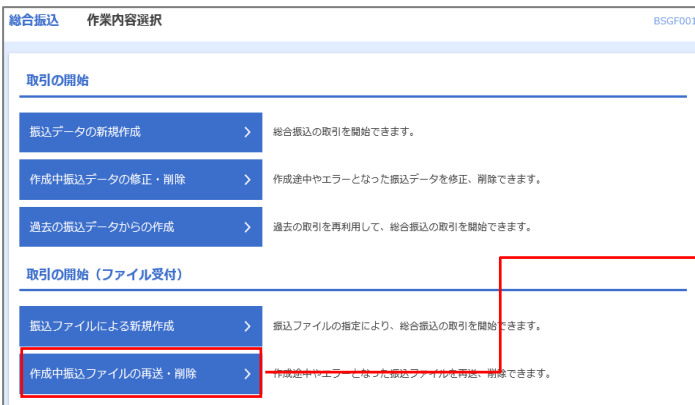 総合振込 作業内容選択 BSGF001
取引の開始
振込データの新規作成 総合振込の取引を開始できます。
作成中振込データの修正・削除 作成途中やエラーとなった振込データを修正、削除できます。
過去の振込データからの作成 過去の取引を再利用して、総合振込の取引を開始できます。
取引の開始（ファイル受付）
振込ファイルによる新規作成 振込ファイルの指定により、総合振込の取引を開始できます。
作成中振込ファイルの再送・削除 作成途中やエラーとなった振込ファイルを再送、削除できます。